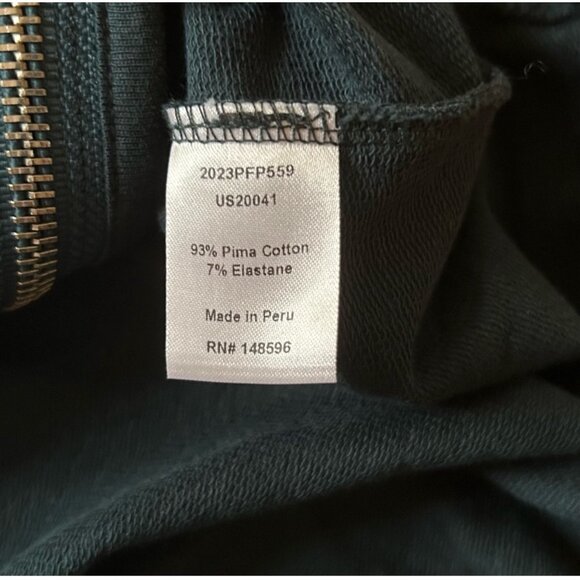 2023PFP559
US20041
93% Pima Cotton
7% Elastane
Made in Peru
RN# 148596